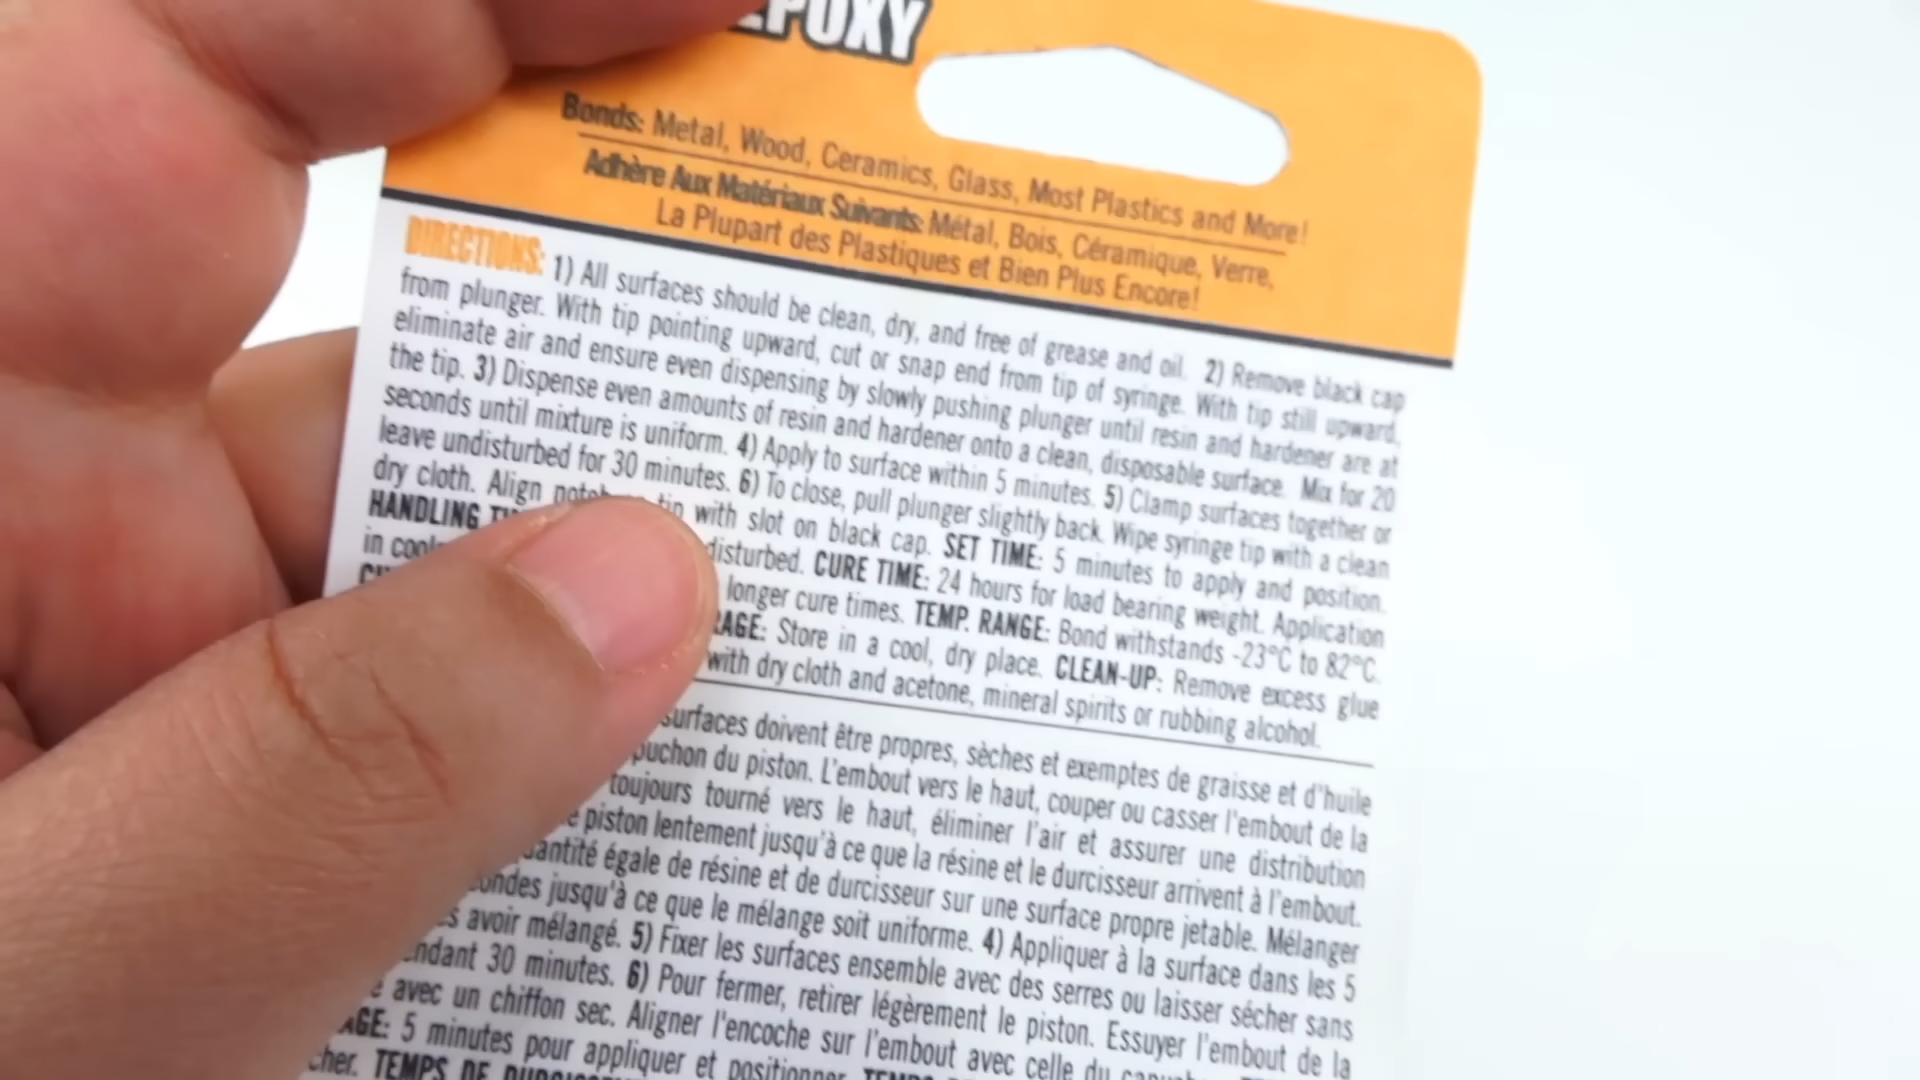 EPOXY
Bonds: Metal, Wood, Ceramics, Glass, Most Plastics and More!
Adhère Aux Matériaux Suivants: Métal, Bois, Céramique, Verre,
La Plupart des Plastiques et Bien Plus Encore!
DIRECTIONS: 1) All surfaces should be clean, dry, and free of grease and oil. 2) Remove black cap
from plunger. With tip pointing upward, cut or snap end from tip of syringe. With tip still upward,
eliminate air and ensure even dispensing by slowly pushing plunger until resin and hardener are at
the tip. 3) Dispense even amounts of resin and hardener onto a clean, disposable surface. Mix for 20
seconds until mixture is uniform. 4) Apply to surface within 5 minutes. 5) Clamp surfaces together or
leave undisturbed for 30 minutes. 6) To close, pull plunger slightly back. Wipe syringe tip with a clean
dry cloth. Align tip with slot on black cap. SET TIME: 5 minutes to apply and position.
HANDLING disturbed. CURE TIME: 24 hours for load bearing weight. Application
in longer cure times. TEMP. RANGE: Bond withstands -23°C to 82°C.
RAGE: Store in a cool, dry place. CLEAN-UP: Remove excess glue
with dry cloth and acetone, mineral spirits or rubbing alcohol.
surfaces doivent être propres, sèches et exemptes de graisse et d'huile
ouchon du piston. L'embout vers le haut, couper ou casser l'embout de la
toujours tourné vers le haut, éliminer l'air et assurer une distribution
e piston lentement jusqu'à ce que la résine et le durcisseur arrivent à l'embout.
uantité égale de résine et de durcisseur sur une surface propre jetable. Mélanger
ondes jusqu'à ce que le mélange soit uniforme. 4) Appliquer à la surface dans les 5
s avoir mélangé. 5) Fixer les surfaces ensemble avec des serres ou laisser sécher sans
ndant 30 minutes. 6) Pour fermer, retirer légèrement le piston. Essuyer l'embout de la
e avec un chiffon sec. Aligner l'encoche sur l'embout avec celle du
AGE: 5 minutes pour appliquer et positionner.
cher. TEMPS DE